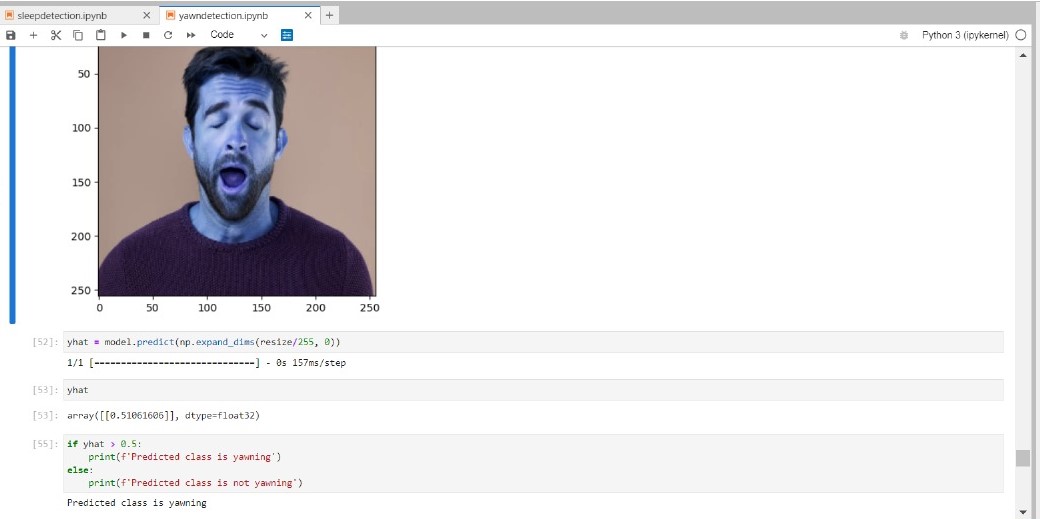 sleepdetection.ipynb
yawndetection.ipynb
Code
Python 3 (ipykernel)
50
100
150
200
250
0 50 100 150 200 250
[52]: yhat = model.predict(np.expand_dims(resize/255, 0))
1/1 [------------------------------] - 0s 157ms/step
[53]: yhat
[53]: array([[0.51061606]], dtype=float32)
[55]: if yhat > 0.5:
print(f'Predicted class is yawning')
else:
print(f'Predicted class is not yawning')
Predicted class is yawning